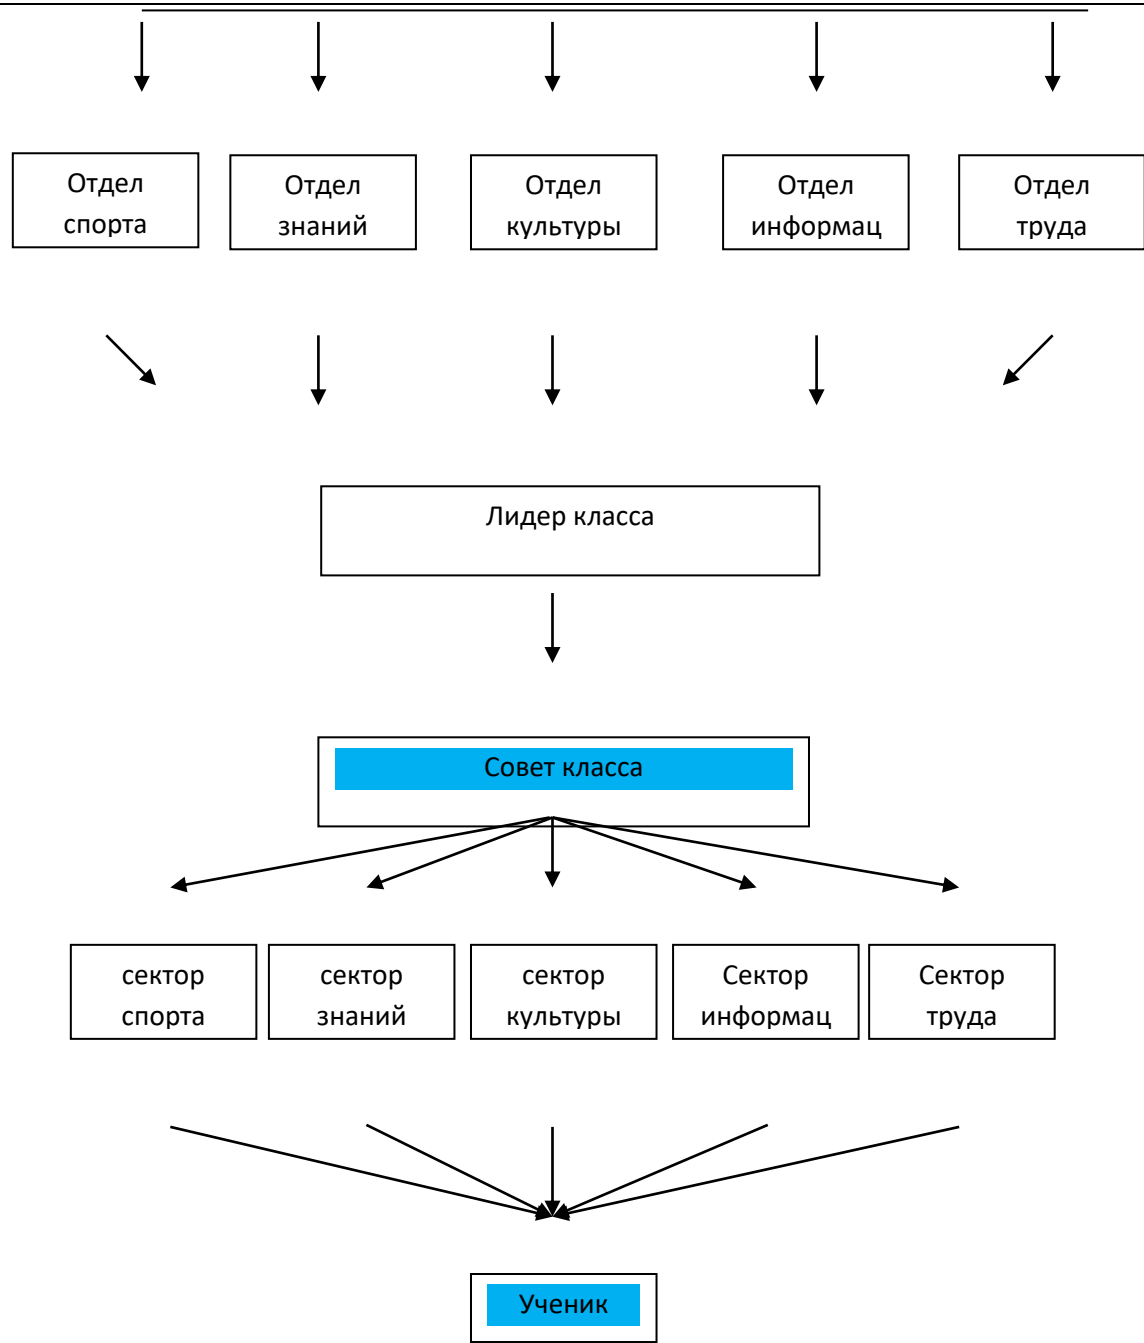 Отдел
спорта
Отдел
знаний
Отдел
культуры
Отдел
информац
Отдел
труда
Лидер класса
Совет класса
сектор
спорта
сектор
знаний
сектор
культуры
Сектор
информац
Сектор
труда
Ученик